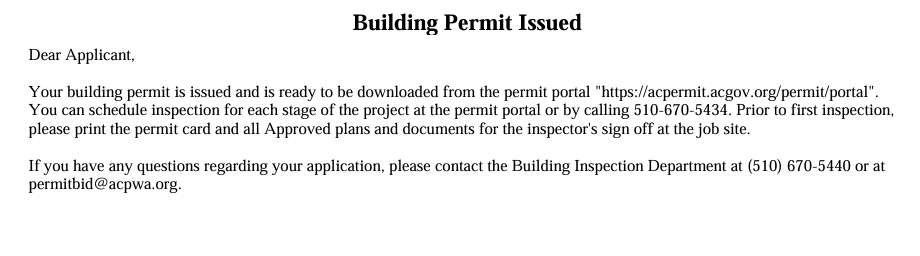 Building Permit Issued
Dear Applicant,
Your building permit is issued and is ready to be downloaded from the permit portal "https://acpermit.acgov.org/permit/portal".
You can schedule inspection for each stage of the project at the permit portal or by calling 510-670-5434. Prior to first inspection,
please print the permit card and all Approved plans and documents for the inspector's sign off at the job site.
If you have any questions regarding your application, please contact the Building Inspection Department at (510) 670-5440 or at
permitbid@acpwa.org.